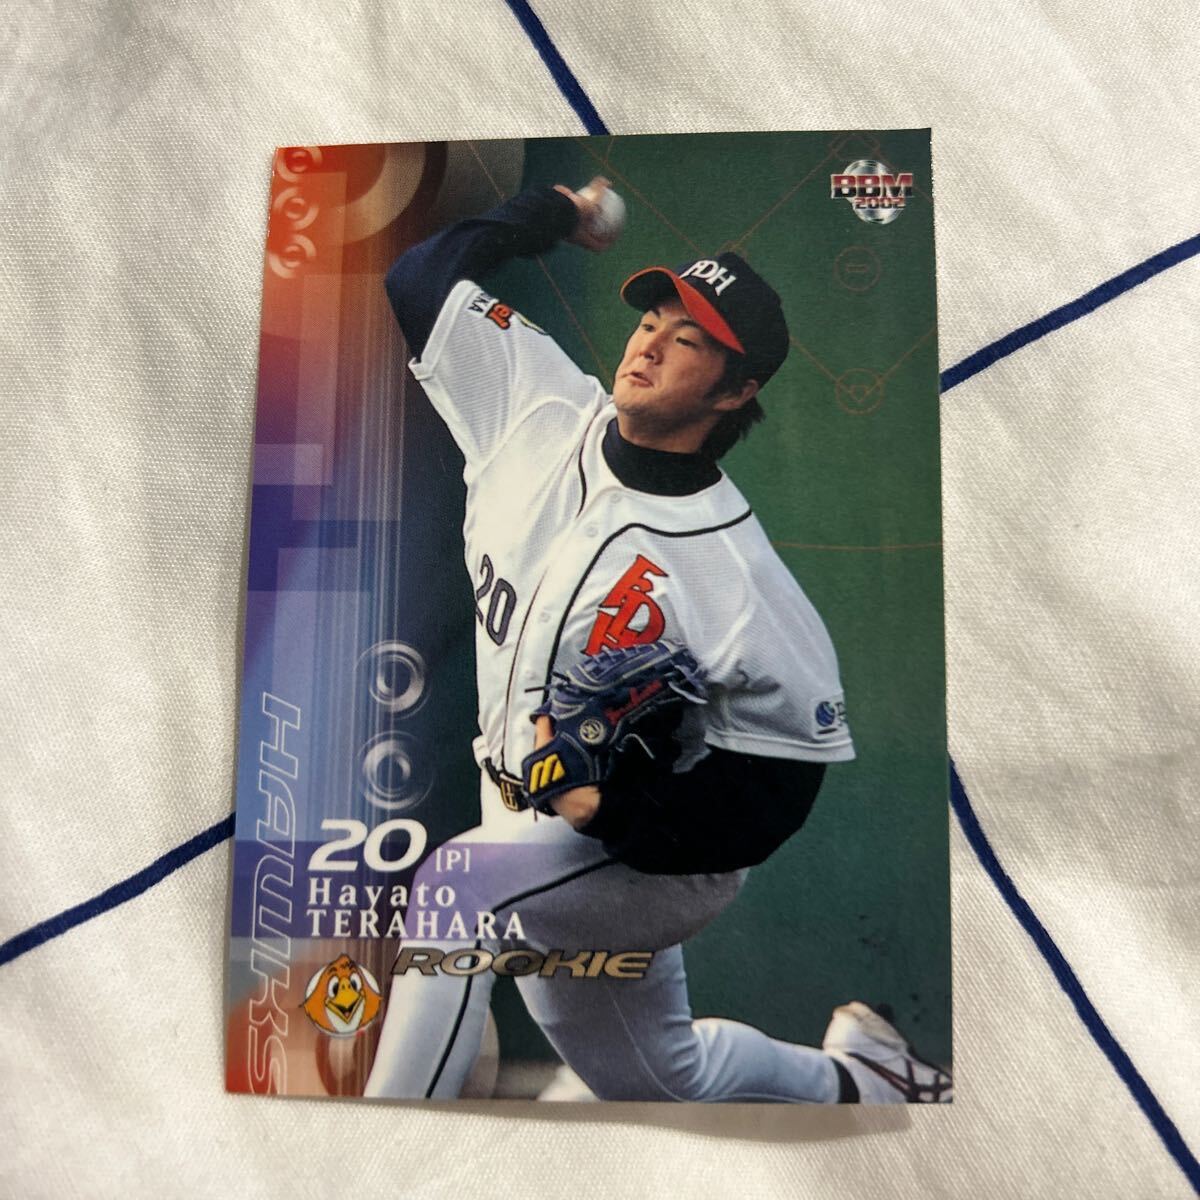 BBM
2002
FDH
20
FDH
HAWKS
20 [P]
Hayato
TERAHARA
ROOKIE